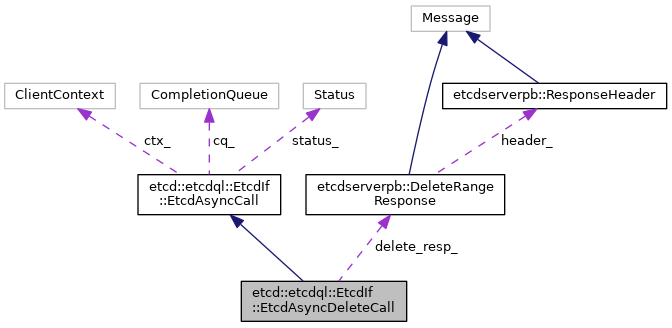 Message
ClientContext
CompletionQueue
Status
etcdserverpb::ResponseHeader
ctx_
cq_
status_
header_
etcd::etcdql::EtcdIf
::EtcdAsyncCall
etcdserverpb::DeleteRange
Response
delete_resp_
etcd::etcdql::EtcdIf
::EtcdAsyncDeleteCall